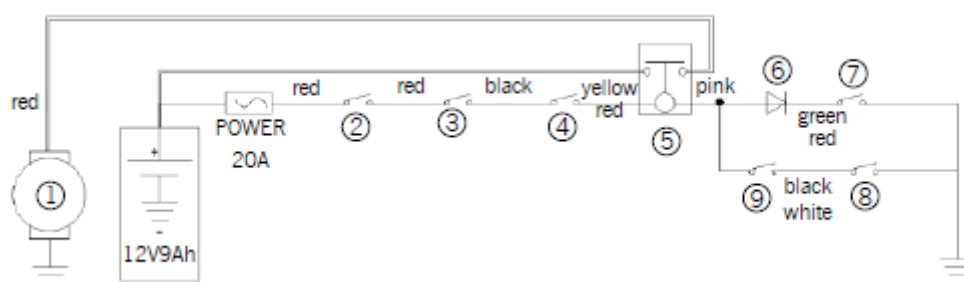 red
red
red
black
yellow
red
pink
⑥
⑦
POWER
20A
②
③
④
⑤
green
red
①
+
⑨
black
white
⑧
-
12V9Ah